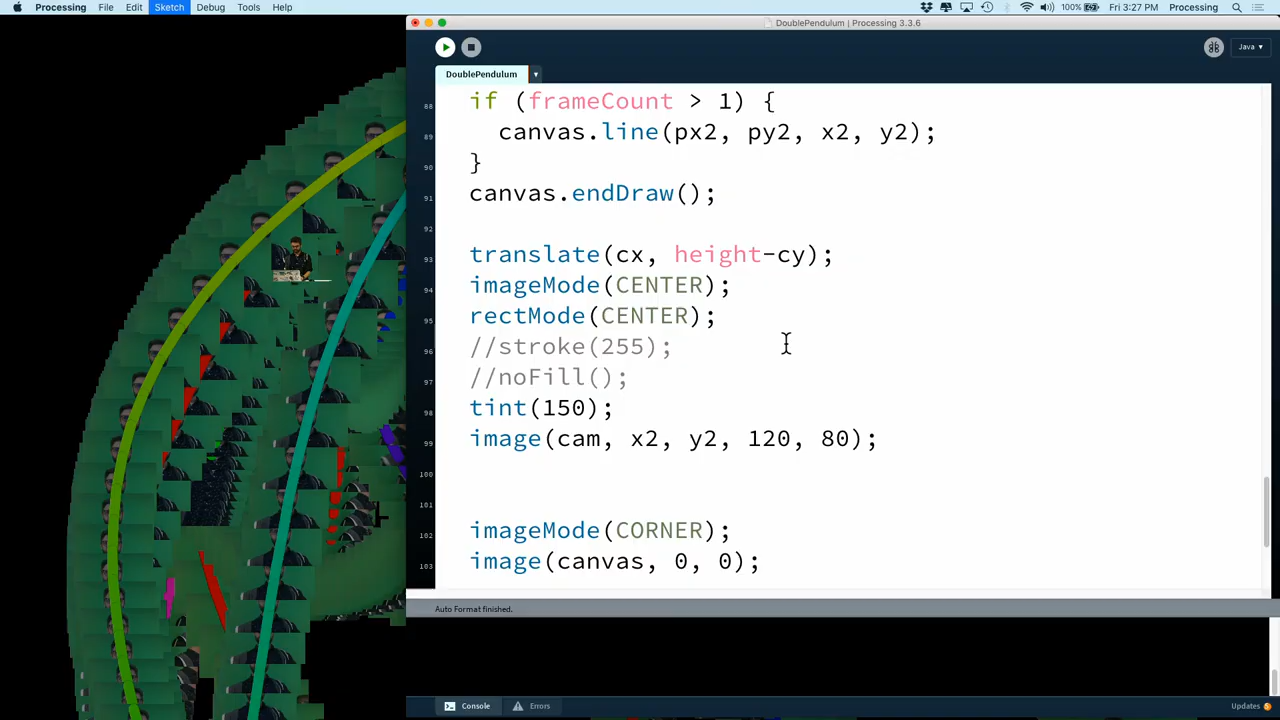 Processing File Edit Sketch Debug Tools Help 100% Fri 3:27 PM Processing
DoublePendulum | Processing 3.3.6
Java
DoublePendulum
88 if (frameCount > 1) {
89 canvas.line(px2, py2, x2, y2);
90 }
91 canvas.endDraw();
92
93 translate(cx, height-cy);
94 imageMode(CENTER);
95 rectMode(CENTER);
96 //stroke(255);
97 //noFill();
98 tint(150);
99 image(cam, x2, y2, 120, 80);
100
101
102 imageMode(CORNER);
103 image(canvas, 0, 0);
Auto Format finished.
Console Errors Updates